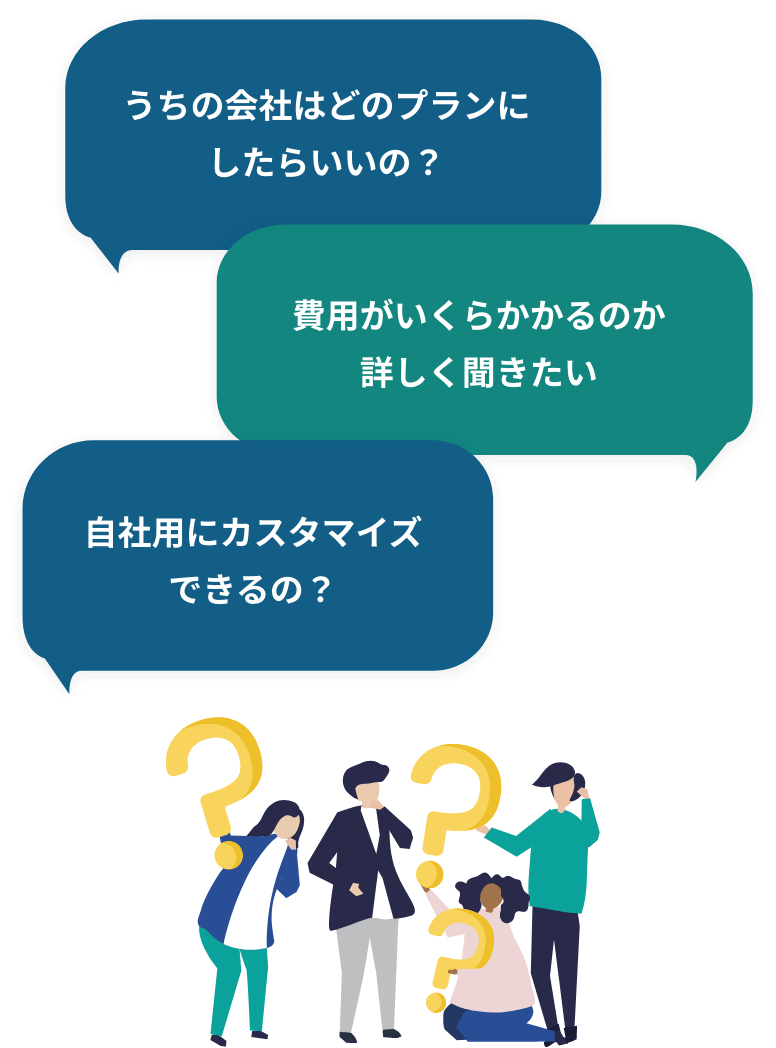 うちの会社はどのプランに
したらいいの？
費用がいくらかかるのか
詳しく聞きたい
自社用にカスタマイズ
できるの？